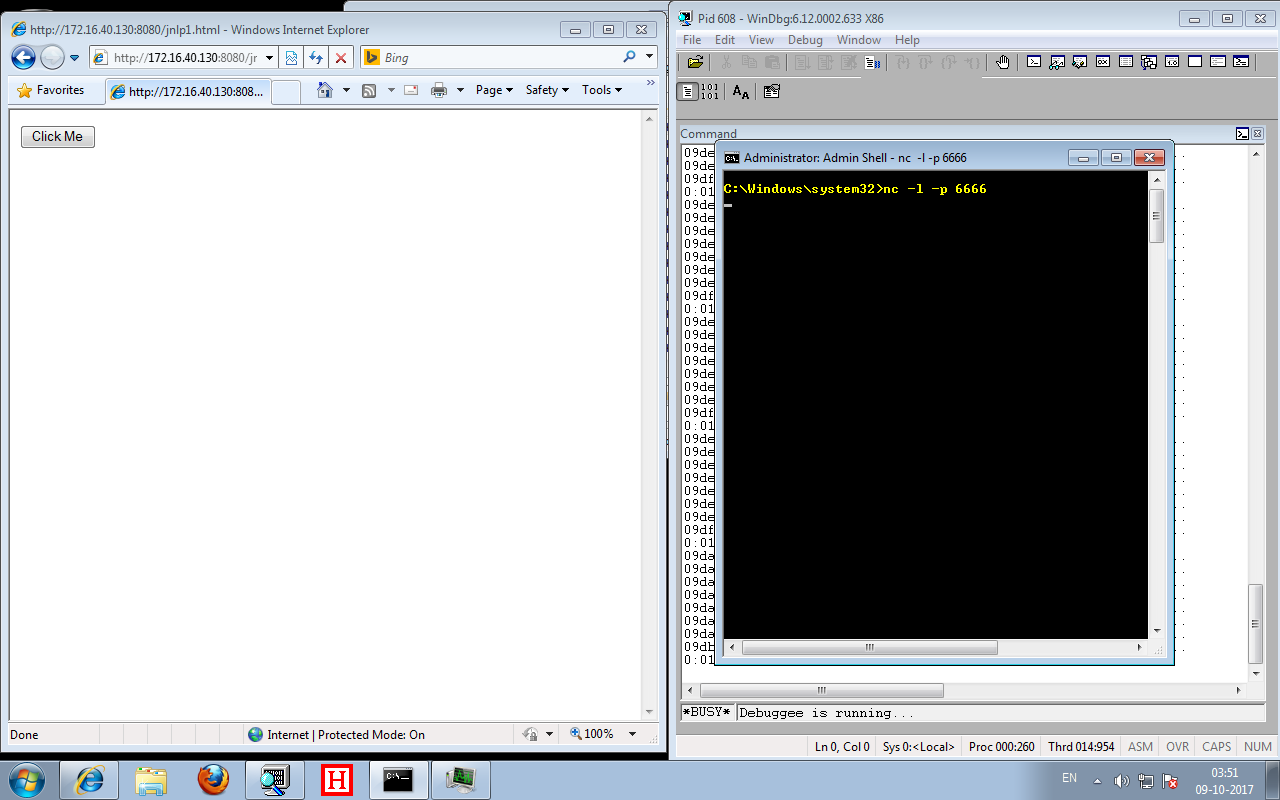 http://172.16.40.130:8080/jnlp1.html - Windows Internet Explorer
http://172.16.40.130:8080/jr
Bing
Favorites
http://172.16.40.130:808...
Page
Safety
Tools
»
Click Me
Done
Internet | Protected Mode: On
100%
Pid 608 - WinDbg:6.12.0002.633 X86
File Edit View Debug Window Help
Command
09de
09de
09df
0:01
09de
09de
09de
09de
09de
09de
09de
09df
0:01
09de
09de
09de
09de
09de
09de
09de
09df
0:01
09de
09de
09de
09de
09de
09de
09de
09df
0:01
09da
09da
09da
09da
09da
09da
09da
09db
0:01
Administrator: Admin Shell - nc -l -p 6666
C:\Windows\system32>nc -l -p 6666
*BUSY* Debuggee is running...
Ln 0, Col 0 Sys 0:<Local> Proc 000:260 Thrd 014:954 ASM OVR CAPS NUM
H
EN
03:51
09-10-2017